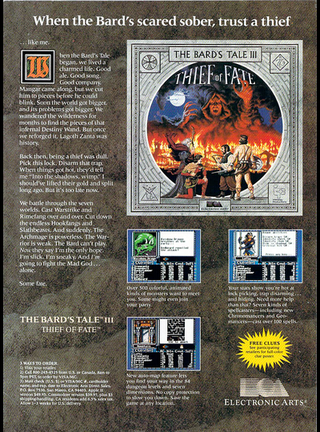 When the Bard's scared sober, trust a thief
... like me.
When the Bard's Tale
began, we lived a
charmed life. Good
ale. Good song.
Good company.
Mangar came along, but we cut
him to pieces before he could
blink. Soon the world got bigger,
and its problems got bigger. We
wandered the wilderness for
months to find the pieces of that
infernal Destiny Wand. But once
we reforged it, Lagoth Zanta was
history.
Back then, being a thief was dull.
Pick this lock. Disarm that trap.
When things got hot, they'd tell
me "Into the shadows, wimp." I
should've lifted their gold and split
long ago. But it's too late now.
We battle through the seven
worlds. Cast Warstrike and
Rimefang over and over. Cut down
the endless Hookfangs and
Slathbeasts. And suddenly, The
Archmage is powerless. The War-
rior is weak. The Bard can't play.
Now they say I'm the only hope.
I'm slick. I'm sneaky. And I'm
going to fight the Mad God...
alone.
Some fate.
THE BARD'S TALE™ III
THIEF OF FATE™
THE BARD'S TALE III
THIEF of FATE
Over 500 colorful, animated
kinds of monsters want to meet
you. Some might even join
your party.
Your stars show you're hot at
lock picking, trap disarming
and hiding. Need more help
than that? Seven kinds of
spellcasters—including new
Chronomancers and Geo-
mancers—cast over 100 spells.
New auto-map feature lets
you find your way in the 84
dungeon levels and seven
dimensions. No copy protection
to slow you down. Save the
game at any location.
FREE CLUES
See participating
retailers for full color
clue poster.
3 WAYS TO ORDER:
ELECTRONIC ARTS®